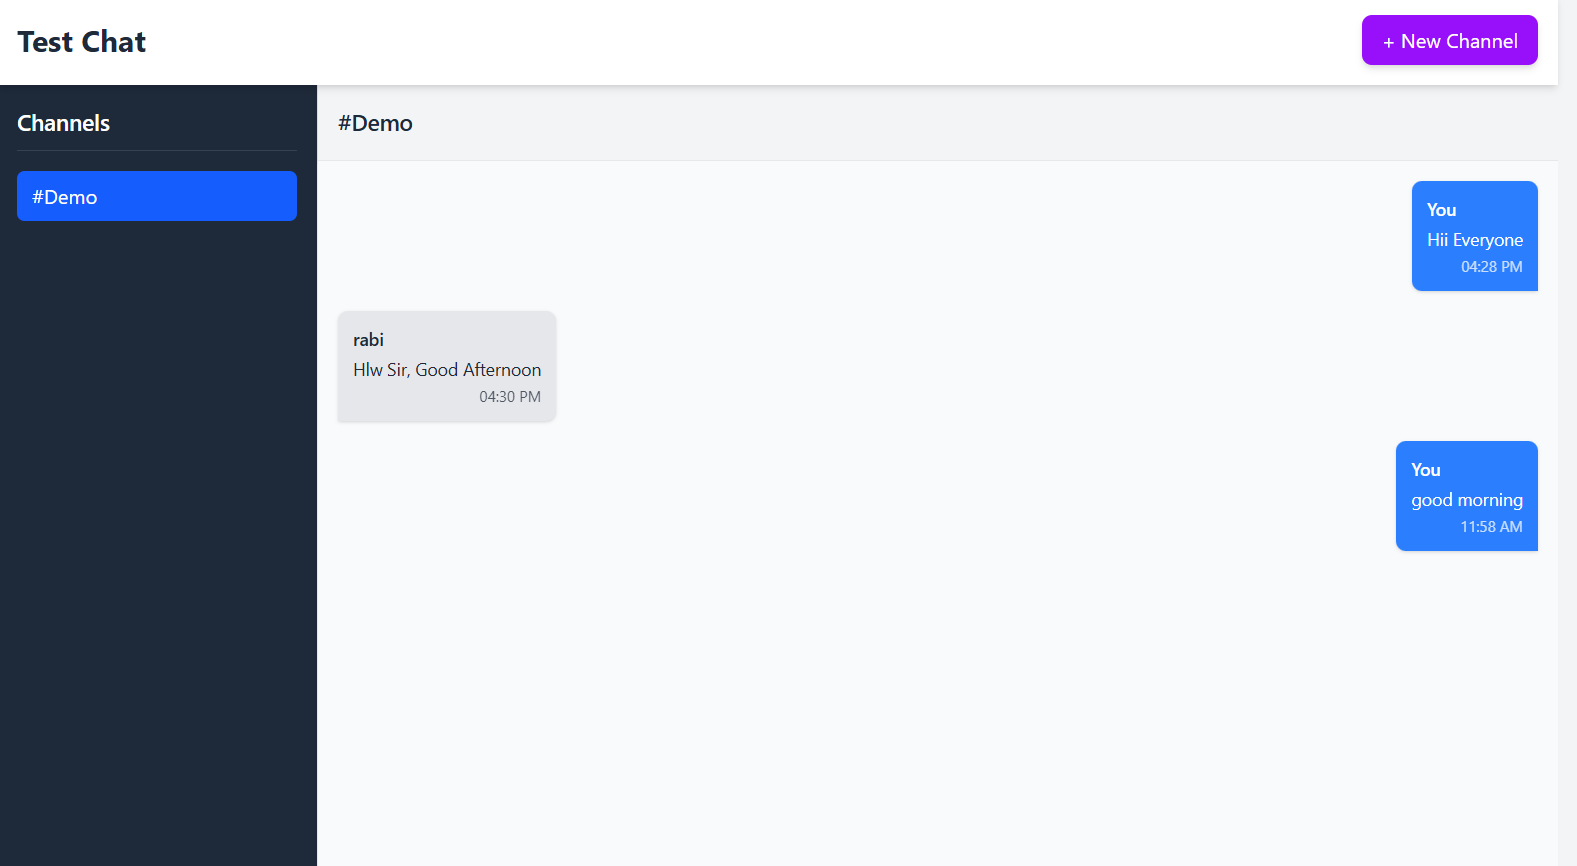 Test Chat
+ New Channel
Channels
#Demo
#Demo
You
Hii Everyone
04:28 PM
rabi
Hlw Sir, Good Afternoon
04:30 PM
You
good morning
11:58 AM